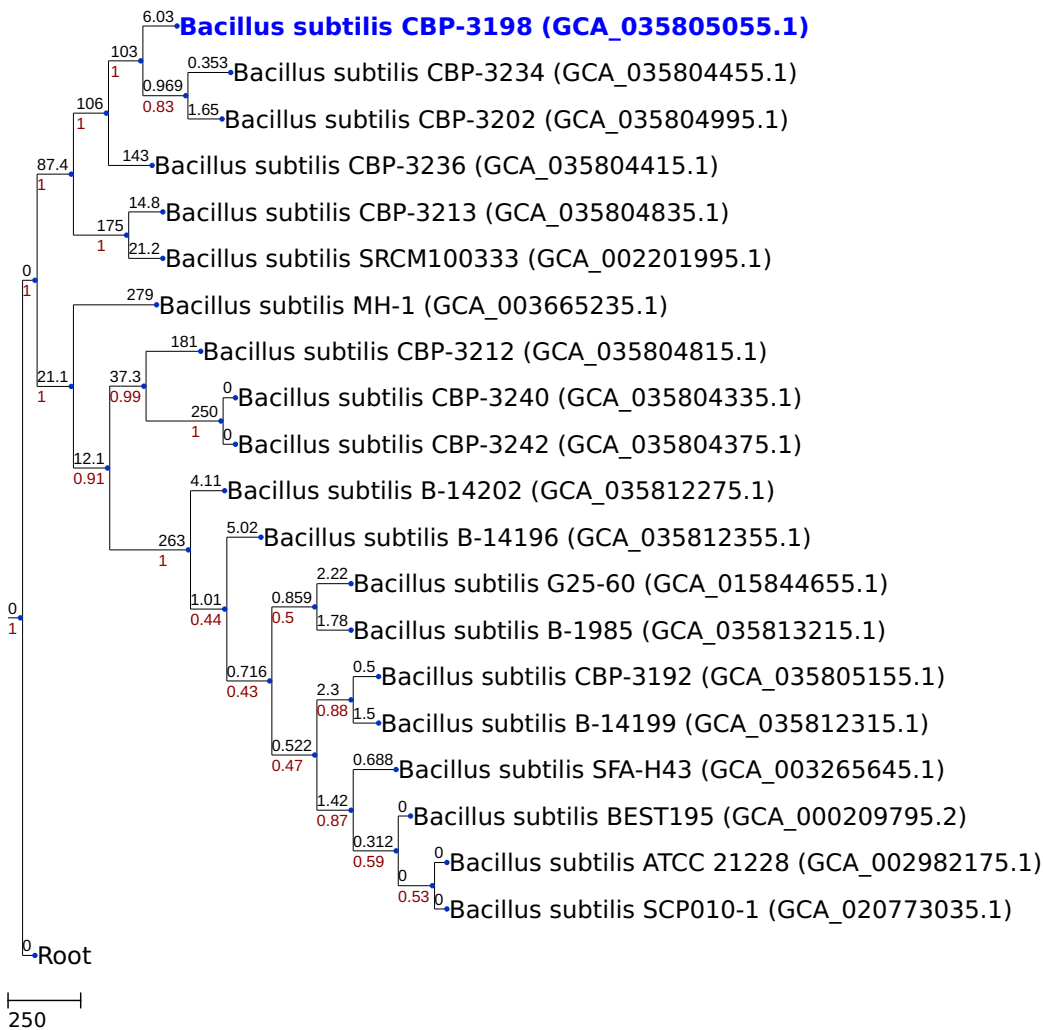 6.03 Bacillus subtilis CBP-3198 (GCA_035805055.1)
103
1
0.353 Bacillus subtilis CBP-3234 (GCA_035804455.1)
0.969
0.83
1.65 Bacillus subtilis CBP-3202 (GCA_035804995.1)
106
1
143 Bacillus subtilis CBP-3236 (GCA_035804415.1)
87.4
1
14.8 Bacillus subtilis CBP-3213 (GCA_035804835.1)
175
1
21.2 Bacillus subtilis SRCM100333 (GCA_002201995.1)
0
1
279 Bacillus subtilis MH-1 (GCA_003665235.1)
181 Bacillus subtilis CBP-3212 (GCA_035804815.1)
21.1
1
37.3
0.99
0 Bacillus subtilis CBP-3240 (GCA_035804335.1)
250
1
0 Bacillus subtilis CBP-3242 (GCA_035804375.1)
12.1
0.91
4.11 Bacillus subtilis B-14202 (GCA_035812275.1)
263
1
5.02 Bacillus subtilis B-14196 (GCA_035812355.1)
2.22 Bacillus subtilis G25-60 (GCA_015844655.1)
1.01
0.44
0.859
0.5
1.78 Bacillus subtilis B-1985 (GCA_035813215.1)
0
1
0.716
0.43
0.5 Bacillus subtilis CBP-3192 (GCA_035805155.1)
2.3
0.88
1.5 Bacillus subtilis B-14199 (GCA_035812315.1)
0.522
0.47
0.688 Bacillus subtilis SFA-H43 (GCA_003265645.1)
1.42
0.87
0 Bacillus subtilis BEST195 (GCA_000209795.2)
0.312
0.59
0 Bacillus subtilis ATCC 21228 (GCA_002982175.1)
0
0.53
0 Bacillus subtilis SCP010-1 (GCA_020773035.1)
0 Root
250